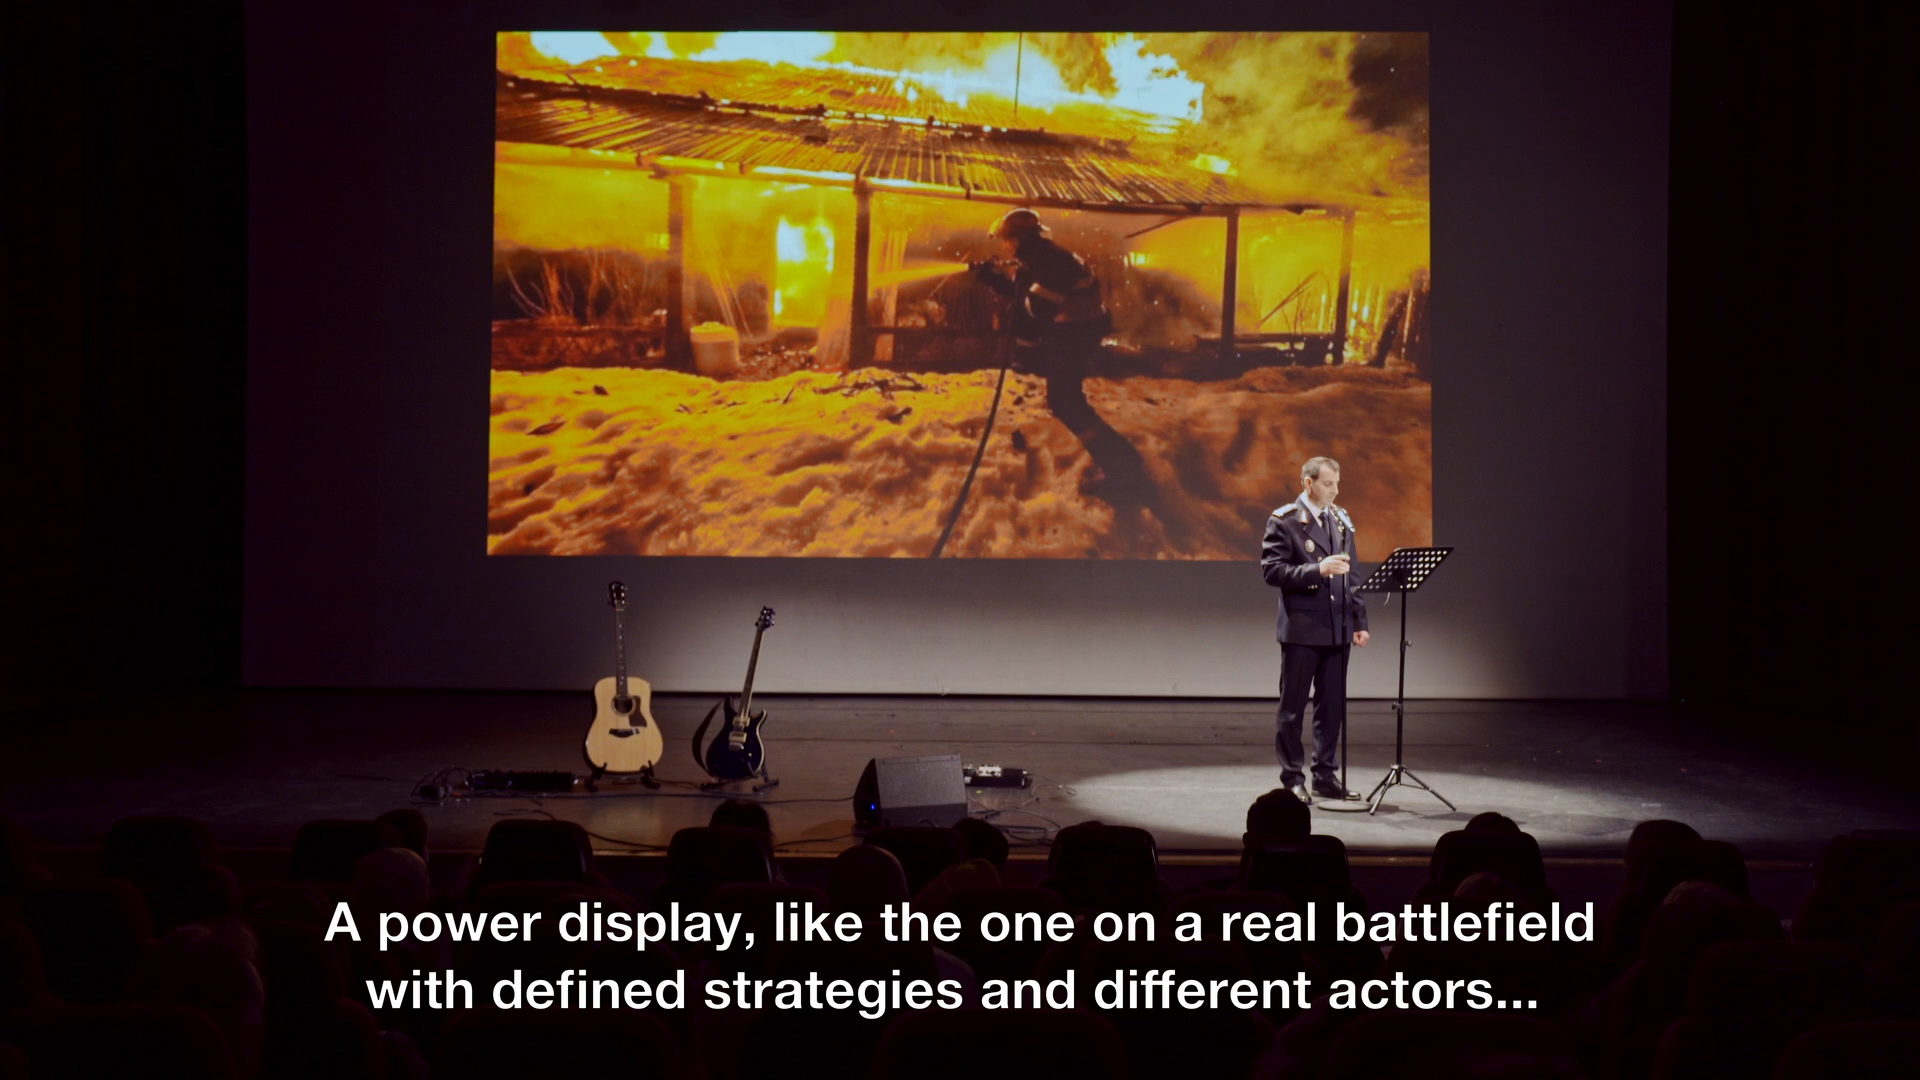 A power display, like the one on a real battlefield
with defined strategies and different actors...